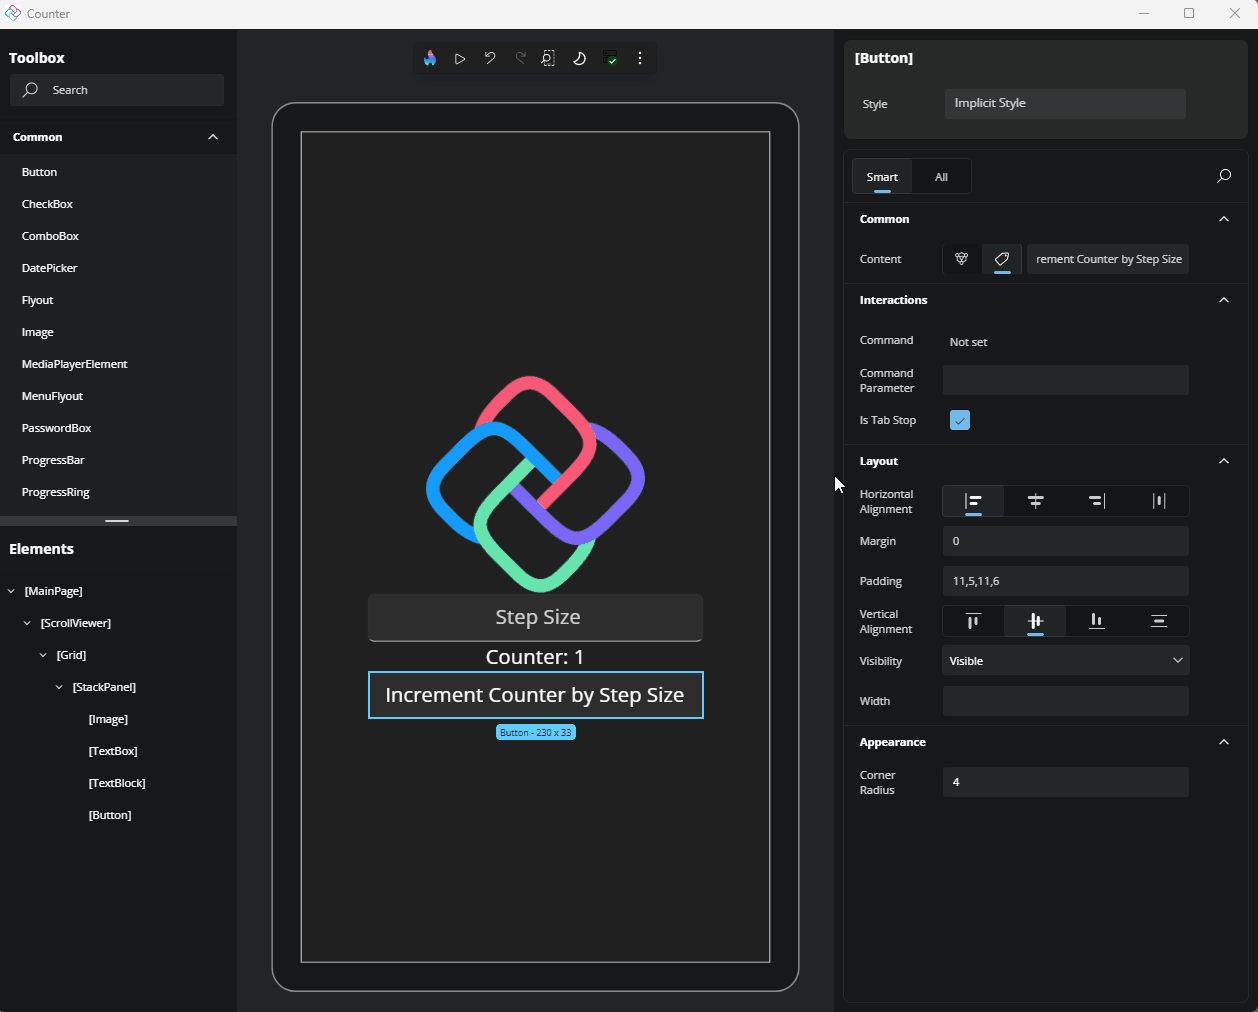 Counter
Toolbox
Search
Common
Button
CheckBox
ComboBox
DatePicker
Flyout
Image
MediaPlayerElement
MenuFlyout
PasswordBox
ProgressBar
ProgressRing
Elements
[MainPage]
[ScrollViewer]
[Grid]
[StackPanel]
[Image]
[TextBox]
[TextBlock]
[Button]
Step Size
Counter: 1
Increment Counter by Step Size
Button - 230 x 33
[Button]
Style Implicit Style
Smart All
Common
Content rement Counter by Step Size
Interactions
Command Not set
Command
Parameter
Is Tab Stop
Layout
Horizontal
Alignment
Margin 0
Padding 11,5,11,6
Vertical
Alignment
Visibility Visible
Width
Appearance
Corner
Radius 4